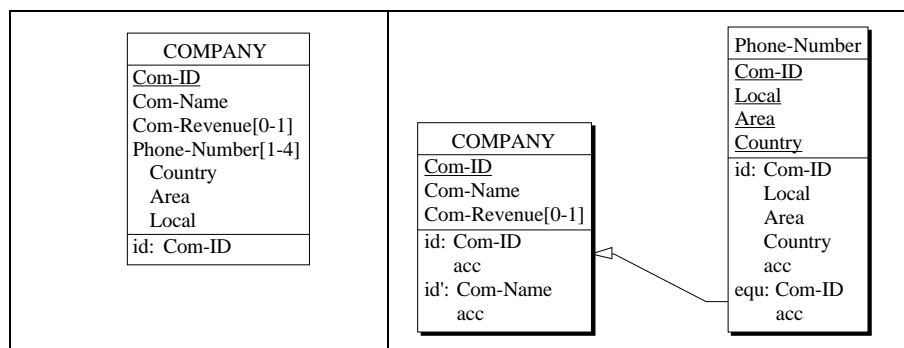 COMPANY
Com-ID
Com-Name
Com-Revenue[0-1]
Phone-Number[1-4]
Country
Area
Local
id: Com-ID
COMPANY
Com-ID
Com-Name
Com-Revenue[0-1]
id: Com-ID
acc
id': Com-Name
acc
Phone-Number
Com-ID
Local
Area
Country
id: Com-ID
Local
Area
Country
acc
equ: Com-ID
acc